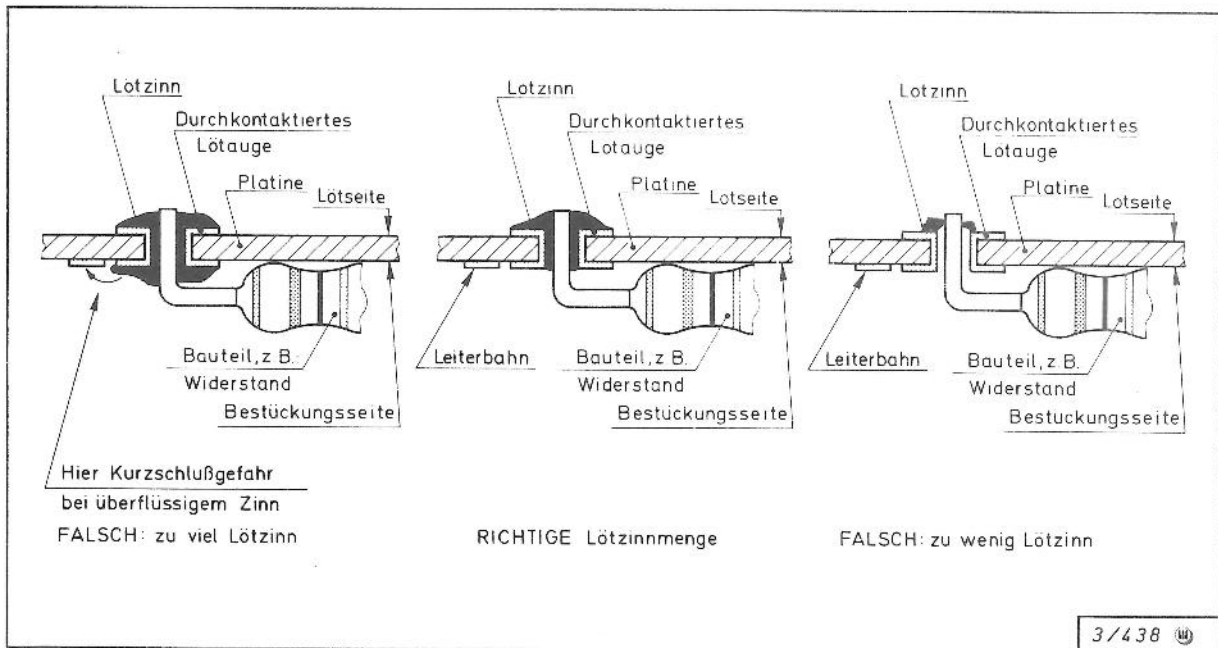 Lötzinn
Durchkontaktiertes
Lötauge
Platine
Lötseite
Bauteil, z B.:
Widerstand
Bestückungsseite
Hier Kurzschlußgefahr
bei überflüssigem Zinn
FALSCH: zu viel Lötzinn
Lötzinn
Durchkontaktiertes
Lotauge
Platine
Lötseite
Leiterbahn
Bauteil, z B.
Widerstand
Bestückungsseite
RICHTIGE Lötzinnmenge
Lotzinn
Durchkontaktiertes
Lotauge
Platine
Lotseite
Leiterbahn
Bauteil, z. B.
Widerstand
Bestuckungsseite
FALSCH: zu wenig Lötzinn
3/438